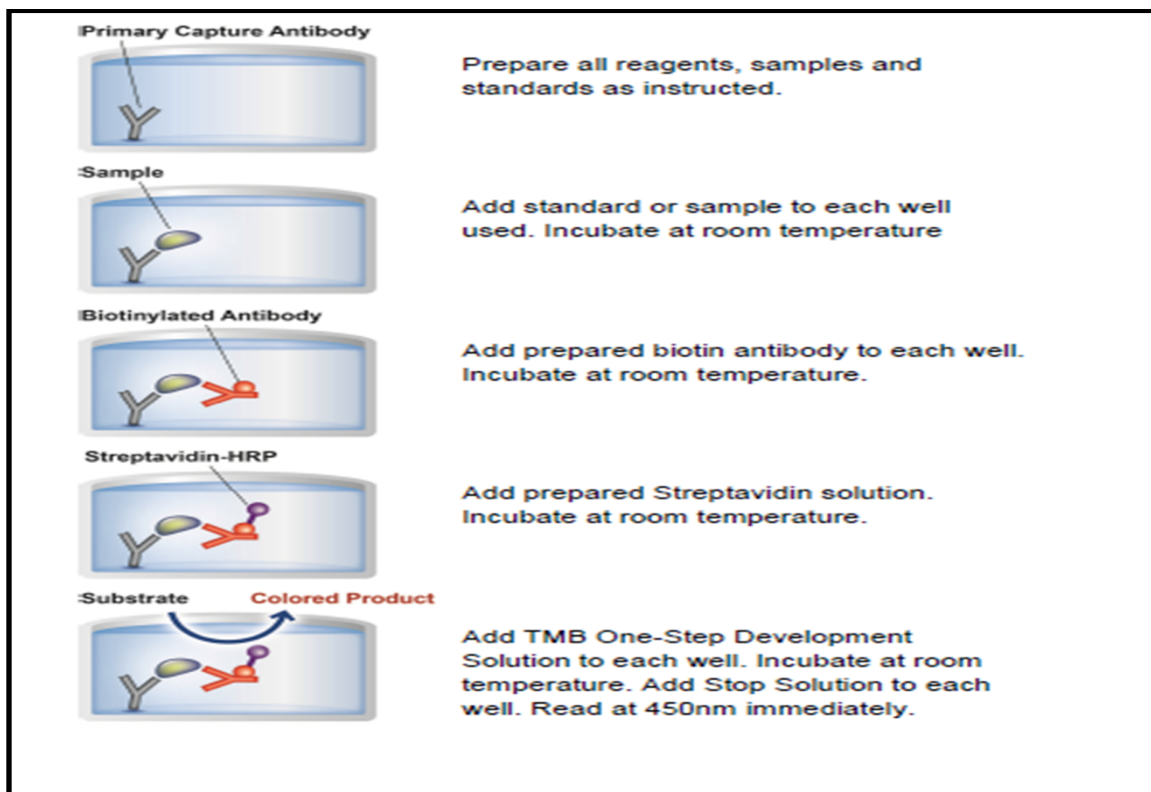 Primary Capture Antibody
Prepare all reagents, samples and
standards as instructed.
Sample
Add standard or sample to each well
used. Incubate at room temperature
Biotinylated Antibody
Add prepared biotin antibody to each well.
Incubate at room temperature.
Streptavidin-HRP
Add prepared Streptavidin solution.
Incubate at room temperature.
Substrate
Colored Product
Add TMB One-Step Development
Solution to each well. Incubate at room
temperature. Add Stop Solution to each
well. Read at 450nm immediately.